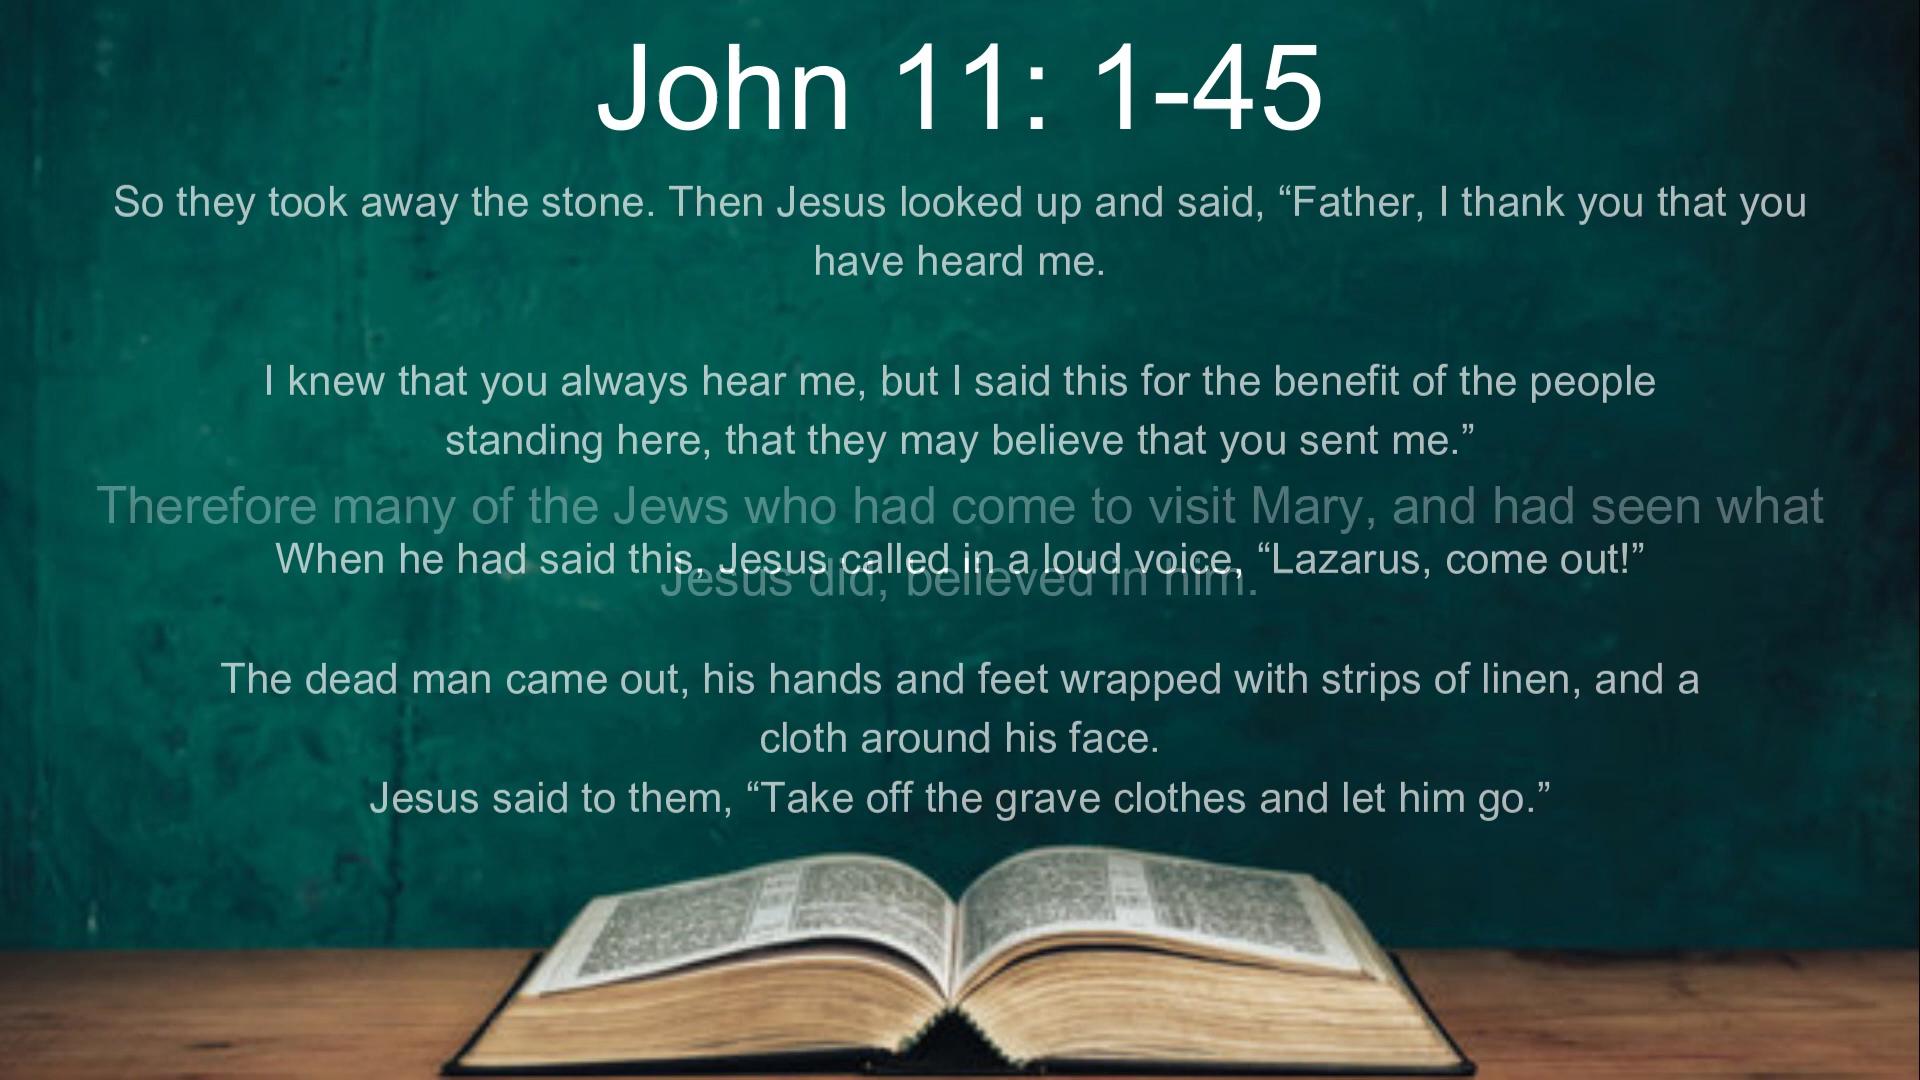 John 11: 1-45
So they took away the stone. Then Jesus looked up and said, “Father, I thank you that you
have heard me.
I knew that you always hear me, but I said this for the benefit of the people
standing here, that they may believe that you sent me.”
Therefore many of the Jews who had come to visit Mary, and had seen what
When he had said this, Jesus called in a loud voice, “Lazarus, come out!”
Jesus did, believed in him.
The dead man came out, his hands and feet wrapped with strips of linen, and a
cloth around his face.
Jesus said to them, “Take off the grave clothes and let him go.”